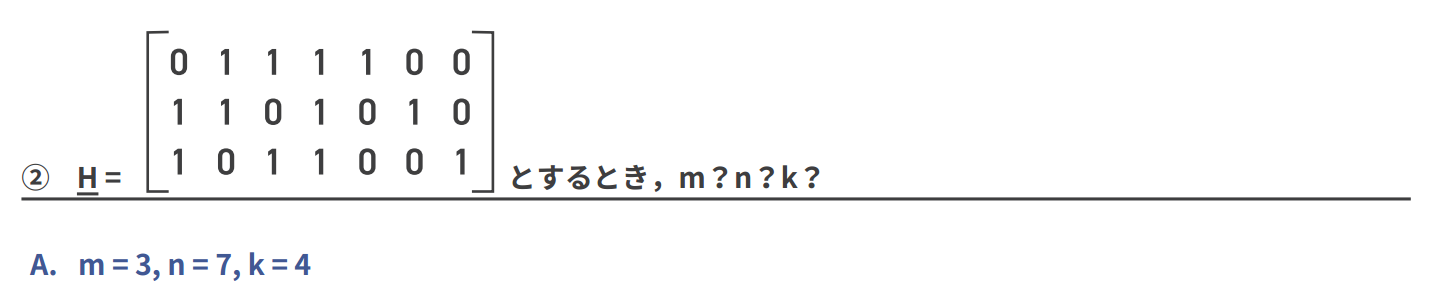 0 1 1 1 1 0 0
1 1 0 1 0 1 0
1 0 1 1 0 0 1
② H = とするとき，m？n？k？
A. m = 3, n = 7, k = 4